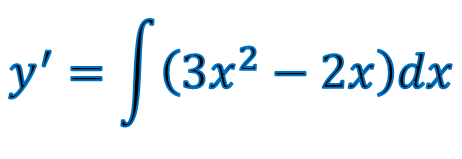 y′ = ∫(3x² − 2x)dx